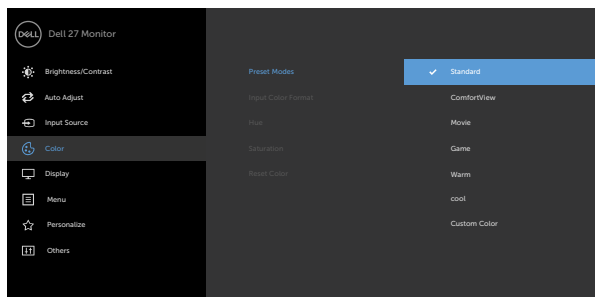 DELL Dell 27 Monitor
Brightness/Contrast Preset Modes Standard
Auto Adjust Input Color Format ComfortView
Input Source Hue Movie
Color Saturation Game
Display Reset Color Warm
Menu cool
Personalize Custom Color
Others